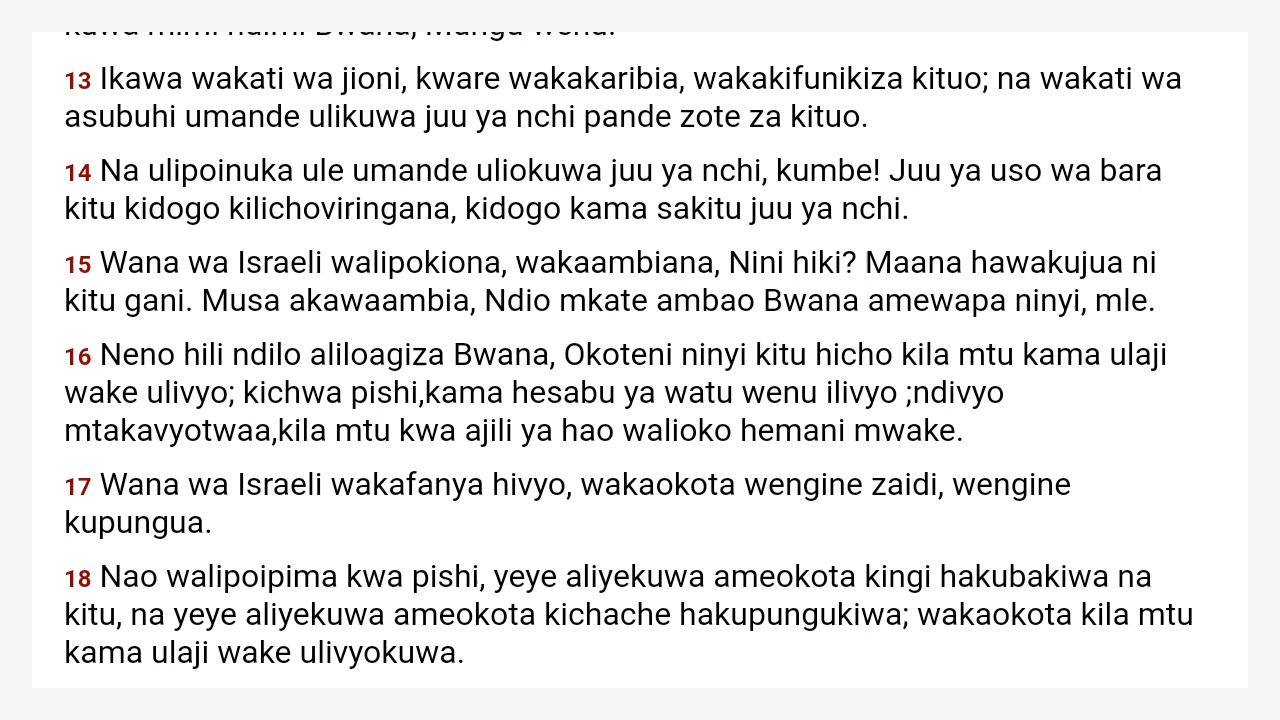 13 Ikawa wakati wa jioni, kware wakakaribia, wakakifunikiza kituo; na wakati wa
asubuhi umande ulikuwa juu ya nchi pande zote za kituo.
14 Na ulipoinuka ule umande uliokuwa juu ya nchi, kumbe! Juu ya uso wa bara
kitu kidogo kilichoviringana, kidogo kama sakitu juu ya nchi.
15 Wana wa Israeli walipokiona, wakaambiana, Nini hiki? Maana hawakujua ni
kitu gani. Musa akawaambia, Ndio mkate ambao Bwana amewapa ninyi, mle.
16 Neno hili ndilo aliloagiza Bwana, Okoteni ninyi kitu hicho kila mtu kama ulaji
wake ulivyo; kichwa pishi,kama hesabu ya watu wenu ilivyo ;ndivyo
mtakavyotwaa,kila mtu kwa ajili ya hao walioko hemani mwake.
17 Wana wa Israeli wakafanya hivyo, wakaokota wengine zaidi, wengine
kupungua.
18 Nao walipoipima kwa pishi, yeye aliyekuwa ameokota kingi hakubakiwa na
kitu, na yeye aliyekuwa ameokota kichache hakupungukiwa; wakaokota kila mtu
kama ulaji wake ulivyokuwa.